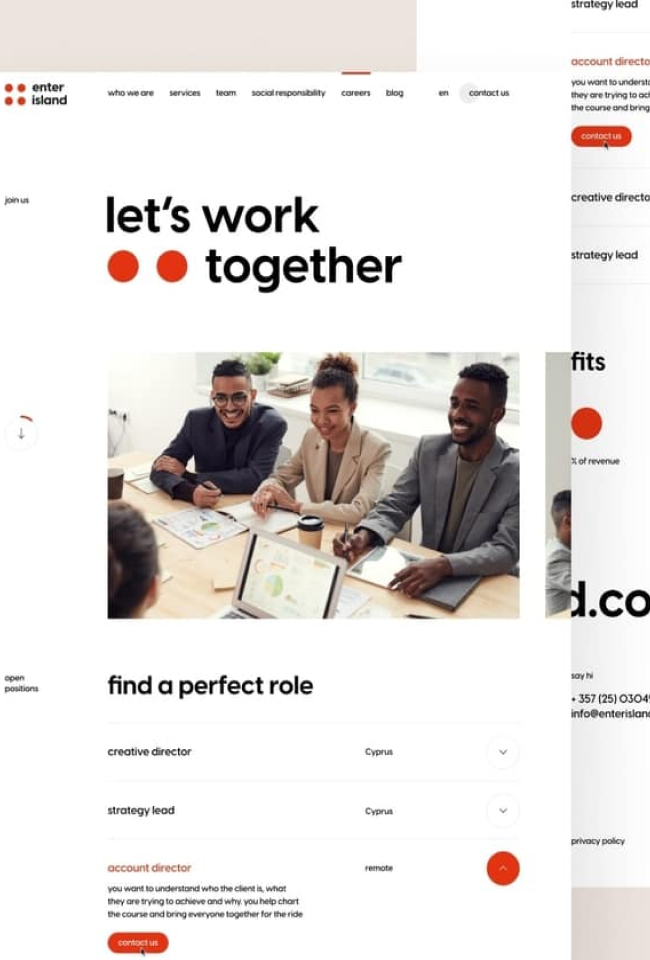 enter
island
who we are services team social responsibility careers blog en contact us
join us
let's work
together
open
positions
find a perfect role
creative director Cyprus
strategy lead Cyprus
account director remote
you want to understand who the client is, what
they are trying to achieve and why. you help chart
the course and bring everyone together for the ride
contact us
strategy lead
account directo
you want to understa
they are trying to ac
the course and bring
contact us
creative directo
strategy lead
fits
% of revenue
d.co
say hi
+ 357 (25) 0304
info@enterislan
privacy policy